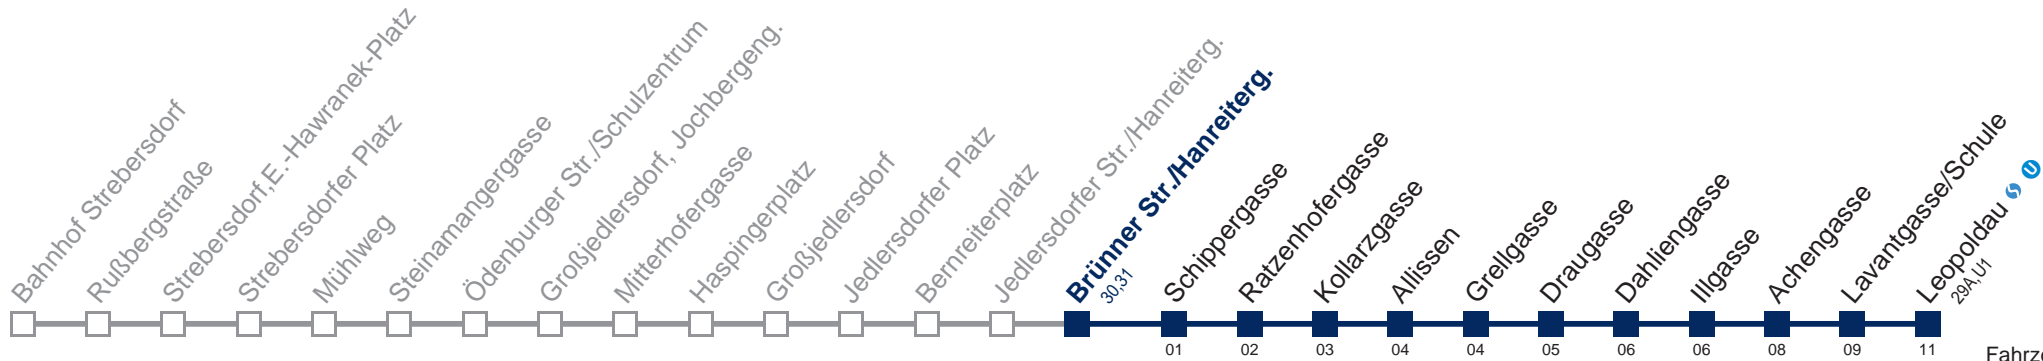 Bahnhof Strebersdorf
Rußbergstraße
Strebersdorf,E.-Hawranek-Platz
Strebersdorfer Platz
Mühlweg
Steinamangergasse
Ödenburger Str./Schulzentrum
Großjedlersdorf, Jochbergeng.
Mitterhofergasse
Haspingerplatz
Großjedlersdorf
Jedlersdorfer Platz
Bernreiterplatz
Jedlersdorfer Str./Hanreiterg.
Brünner Str./Hanreiterg.
30,31
Schippergasse
Ratzenhofergasse
Kollarzgasse
Allissen
Grellgasse
Draugasse
Dahliengasse
Illgasse
Achengasse
Lavantgasse/Schule
Leopoldau S U
29A,U1
01 02 03 04 04 05 06 06 08 09 11
Fahrz